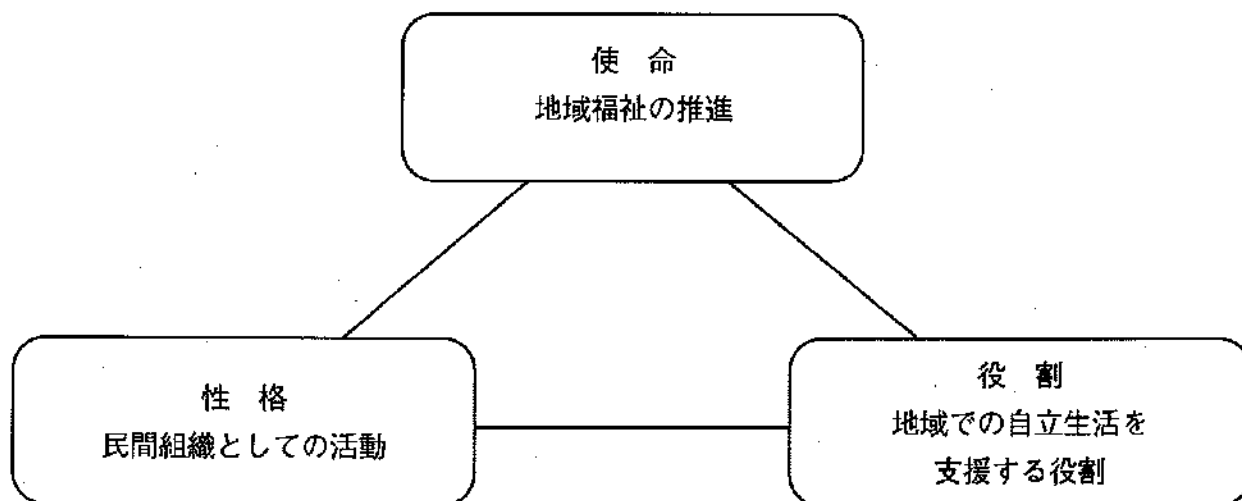 使　命
地域福祉の推進
性　格
民間組織としての活動
役　割
地域での自立生活を
支援する役割